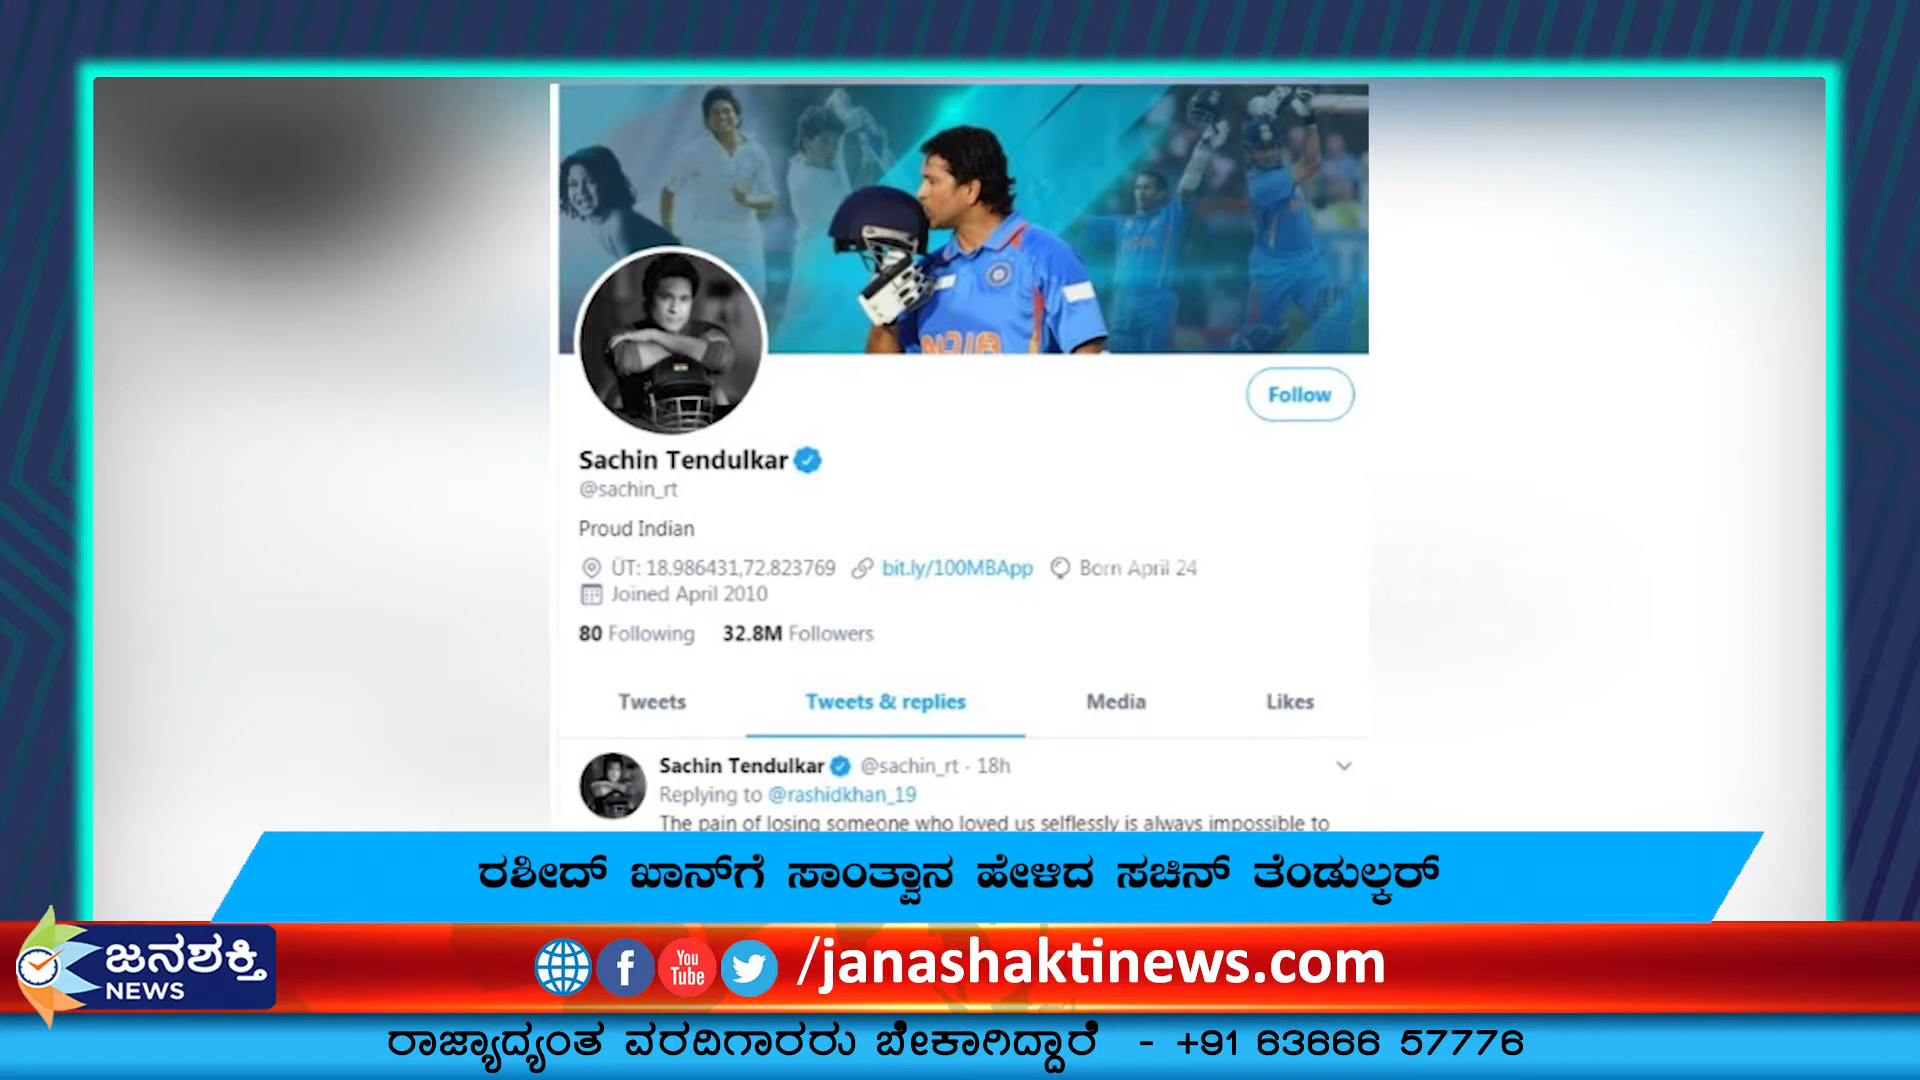 INDIA
Follow
Sachin Tendulkar
@sachin_rt
Proud Indian
ÜT: 18.986431,72.823769 bit.ly/100MBApp Born April 24
Joined April 2010
80 Following 32.8M Followers
Tweets Tweets & replies Media Likes
Sachin Tendulkar @sachin_rt · 18h
Replying to @rashidkhan_19
The pain of losing someone who loved us selflessly is always impossible to
ರಶೀದ್ ಖಾನ್‌ಗೆ ಸಾಂತ್ವಾನ ಹೇಳಿದ ಸಚಿನ್ ತೆಂಡುಲ್ಕರ್
ಜನಶಕ್ತಿ
NEWS
f You Tube /janashaktinews.com
ರಾಜ್ಯಾದ್ಯಂತ ವರದಿಗಾರರು ಬೇಕಾಗಿದ್ದಾರೆ - +91 63666 57776